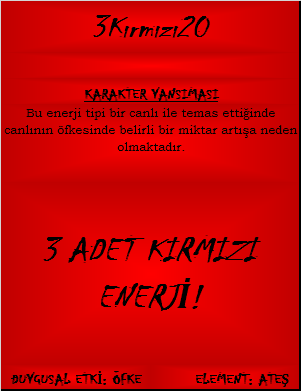 3Kırmızı20
KARAKTER YANSIMASI
Bu enerji tipi bir canlı ile temas ettiğinde
canlının öfkesinde belirli bir miktar artışa neden
olmaktadır.
3 ADET KIRMIZI
ENERJİ!
DUYGUSAL ETKİ: ÖFKE ELEMENT: ATEŞ